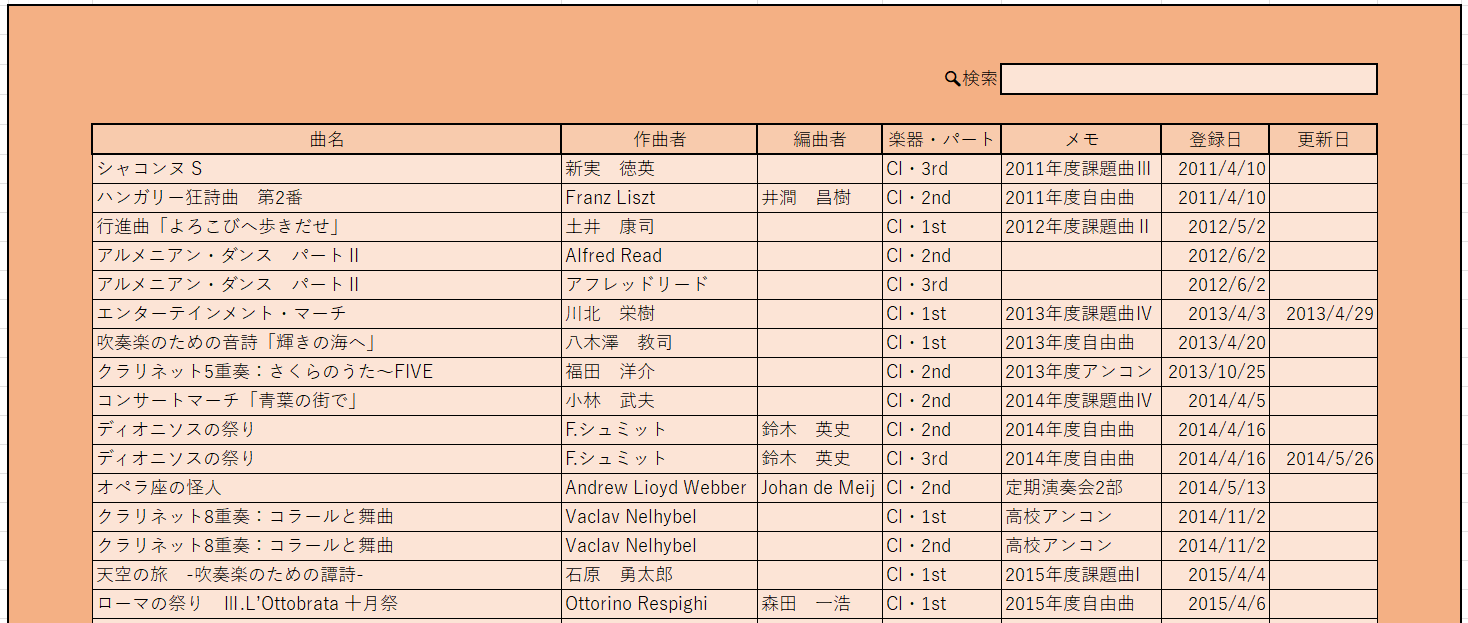 🔍検索
曲名 作曲者 編曲者 楽器・パート メモ 登録日 更新日
シャコンヌ S 新実　徳英 Cl・3rd 2011年度課題曲Ⅲ 2011/4/10
ハンガリー狂詩曲　第2番 Franz Liszt 井澗　昌樹 Cl・2nd 2011年度自由曲 2011/4/10
行進曲「よろこびへ歩きだせ」 土井　康司 Cl・1st 2012年度課題曲Ⅱ 2012/5/2
アルメニアン・ダンス　パートⅡ Alfred Read Cl・2nd 2012/6/2
アルメニアン・ダンス　パートⅡ アフレッドリード Cl・3rd 2012/6/2
エンターテインメント・マーチ 川北　栄樹 Cl・1st 2013年度課題曲Ⅳ 2013/4/3 2013/4/29
吹奏楽のための音詩「輝きの海へ」 八木澤　教司 Cl・1st 2013年度自由曲 2013/4/20
クラリネット5重奏：さくらのうた～FIVE 福田　洋介 Cl・2nd 2013年度アンコン 2013/10/25
コンサートマーチ「青葉の街で」 小林　武夫 Cl・2nd 2014年度課題曲Ⅳ 2014/4/5
ディオニソスの祭り F.シュミット 鈴木　英史 Cl・2nd 2014年度自由曲 2014/4/16
ディオニソスの祭り F.シュミット 鈴木　英史 Cl・3rd 2014年度自由曲 2014/4/16 2014/5/26
オペラ座の怪人 Andrew Lioyd Webber Johan de Meij Cl・2nd 定期演奏会2部 2014/5/13
クラリネット8重奏：コラールと舞曲 Vaclav Nelhybel Cl・1st 高校アンコン 2014/11/2
クラリネット8重奏：コラールと舞曲 Vaclav Nelhybel Cl・2nd 高校アンコン 2014/11/2
天空の旅　-吹奏楽のための譚詩- 石原　勇太郎 Cl・1st 2015年度課題曲Ⅰ 2015/4/4
ローマの祭り　Ⅲ.L’Ottobrata 十月祭 Ottorino Respighi 森田　一浩 Cl・1st 2015年度自由曲 2015/4/6